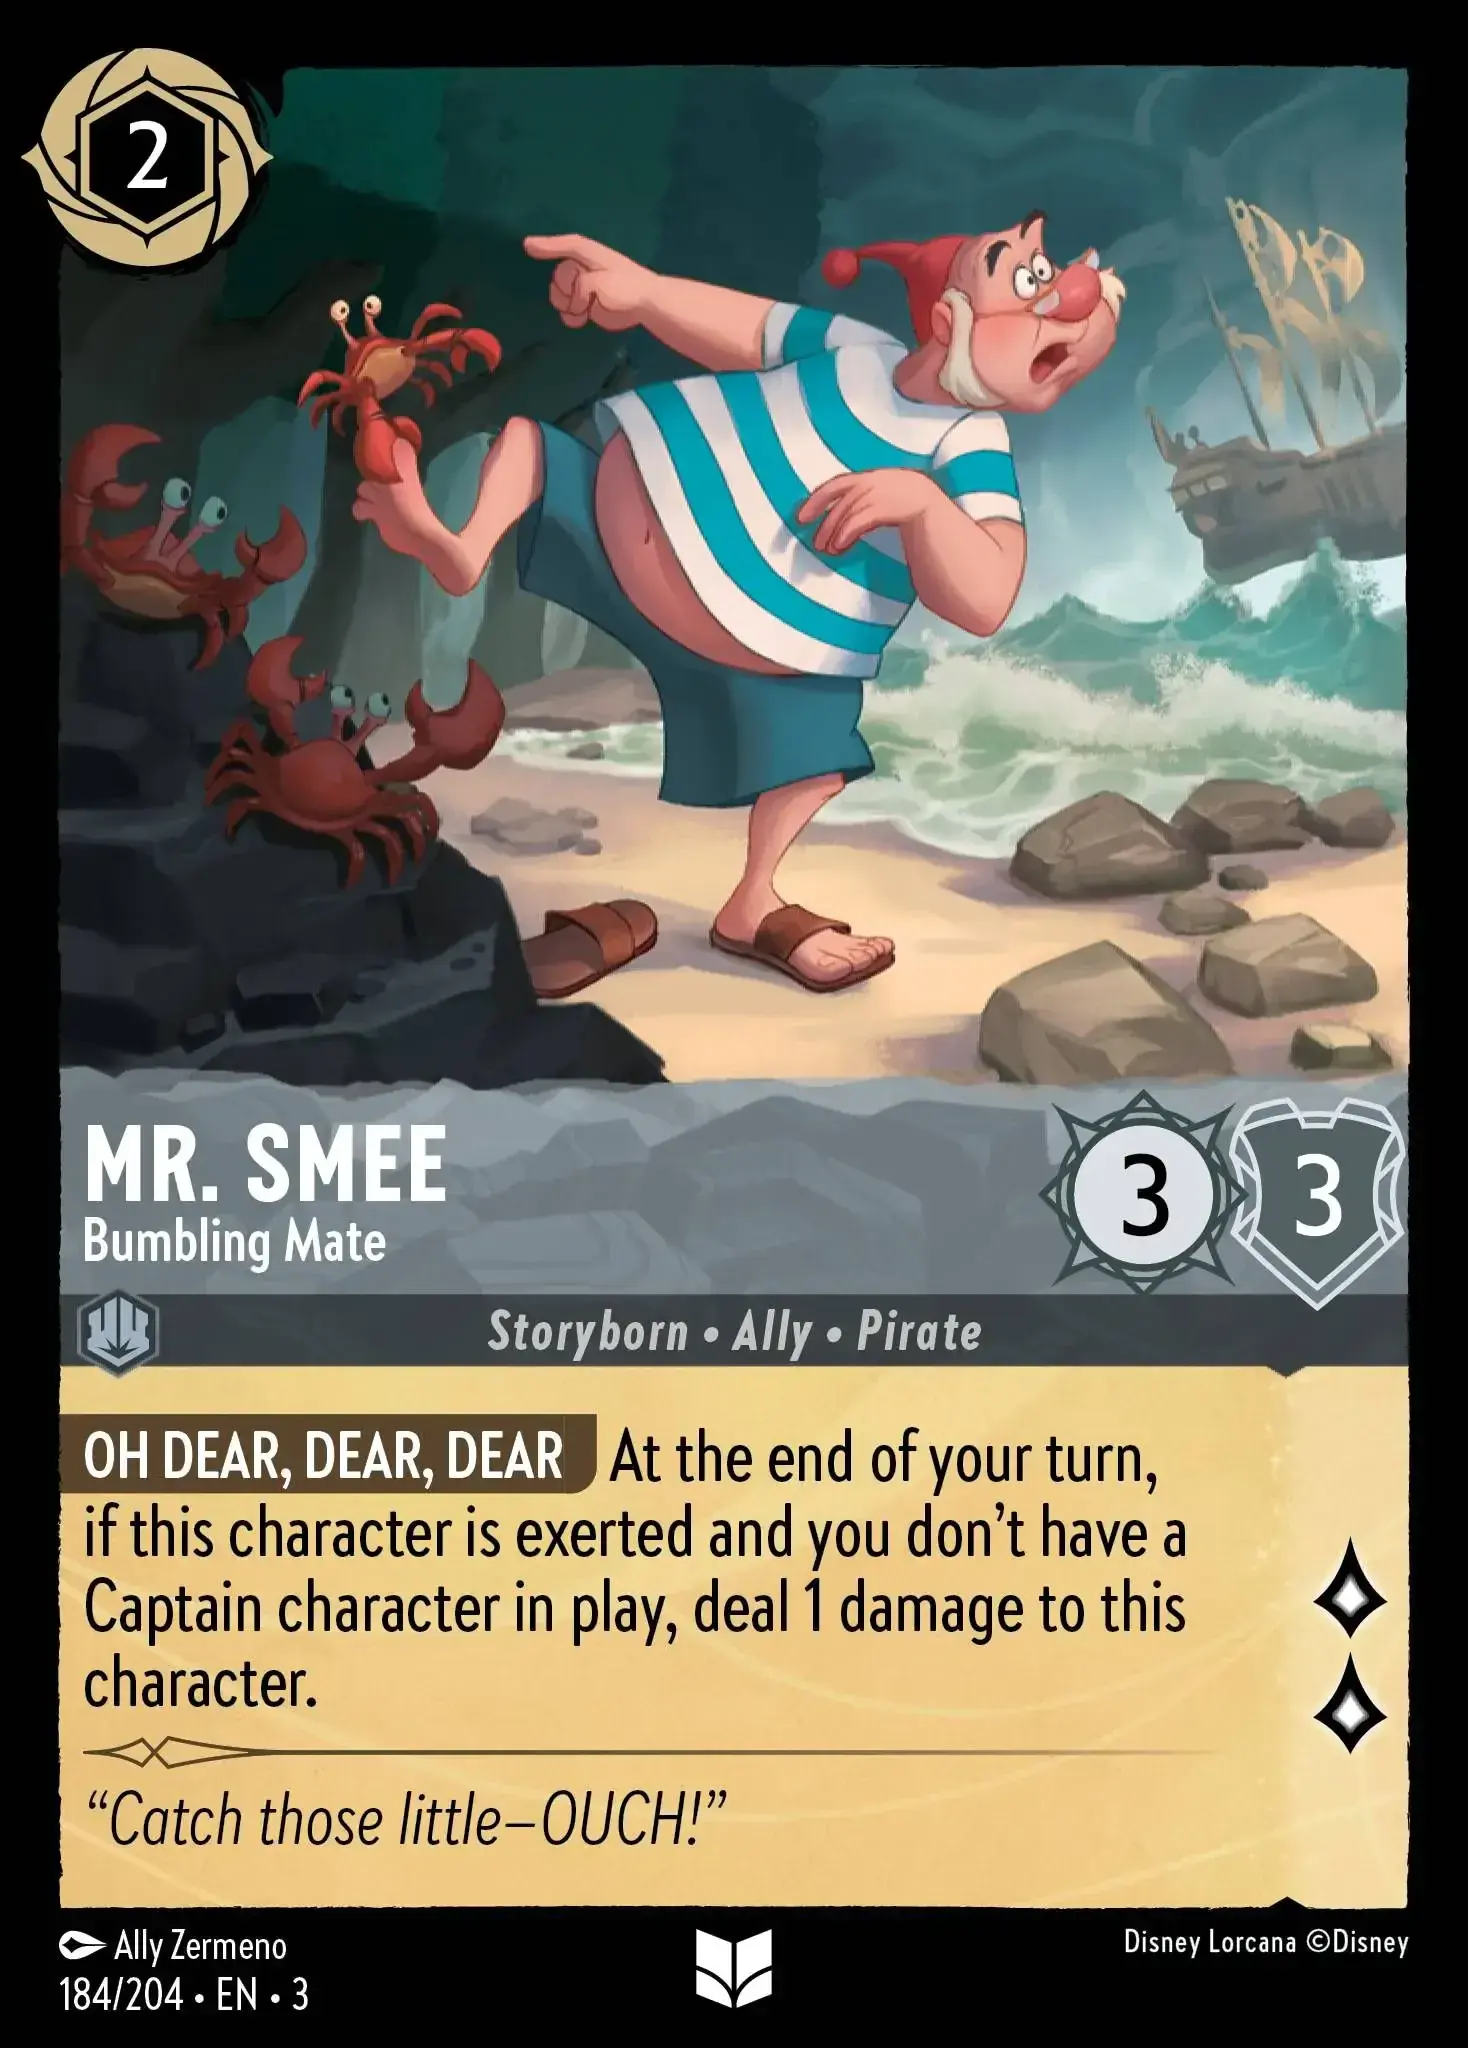 2
MR. SMEE
Bumbling Mate
3
3
Storyborn • Ally • Pirate
OH DEAR, DEAR, DEAR At the end of your turn,
if this character is exerted and you don’t have a
Captain character in play, deal 1 damage to this
character.
“Catch those little–OUCH!”
Ally Zermeno
184/204 • EN • 3
Disney Lorcana ©Disney